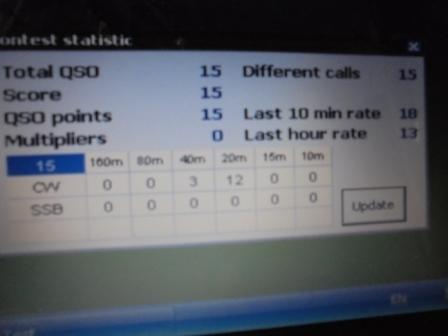 ontest statistic
Total QSO 15 Different calls 15
Score 15
QSO points 15 Last 10 min rate 18
Multipliers 0 Last hour rate 13
15 160m 80m 40m 20m 15m 10m
CW 0 0 3 12 0 0
SSB 0 0 0 0 0 0
Update
EN